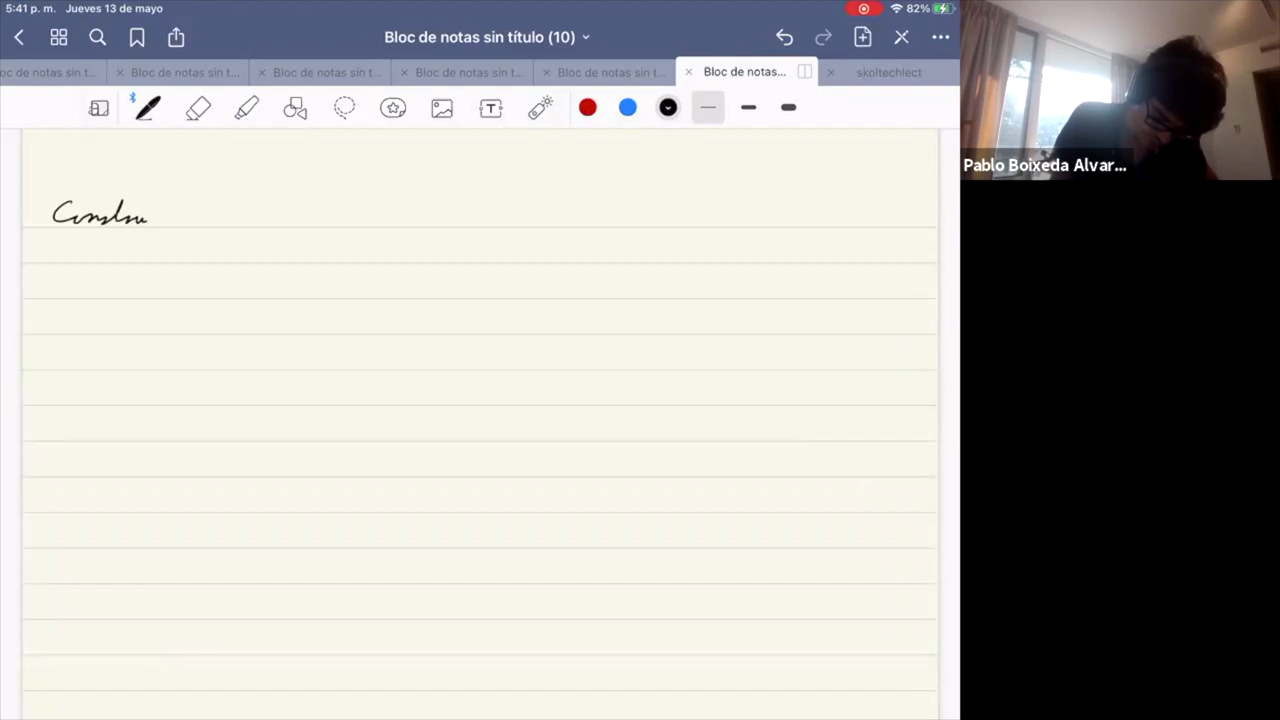 5:41 p. m. Jueves 13 de mayo
82%
Bloc de notas sin título (10)
oc de notas sin t
Bloc de notas sin t...
Bloc de notas sin t...
Bloc de notas sin t...
Bloc de notas sin t...
Bloc de notas...
skoltechlect
T
Pablo Boixeda Alvar...